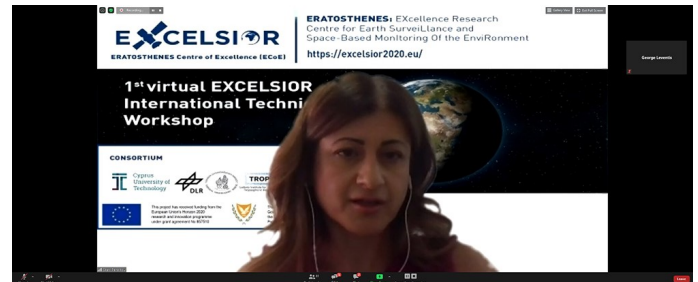 EXCELSIOR
ERATOSTHENES Centre of Excellence (ECoE)
ERATOSTHENES: EXcellence Research
Centre for Earth SurveiLlance and
Space-Based MonItoring Of the EnviRonment
https://excelsior2020.eu/
George Leventis
1st virtual EXCELSIOR
International Techni
Workshop
CONSORTIUM
Cyprus
University of
Technology
DLR
TROP
This project has received funding from the
European Union's Horizon 2020
research and innovation programme
under grant agreement No 857510
Leave